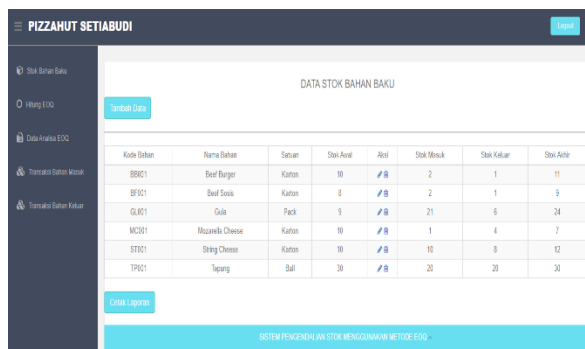 PIZZAHUT SETIABUDI
Logout
Stok Bahan Baku
Hitung EOQ
Data Analisa EOQ
Transaksi Bahan Masuk
Transaksi Bahan Keluar
DATA STOK BAHAN BAKU
Tambah Data
Kode Bahan Nama Bahan Satuan Stok Awal Aksi Stok Masuk Stok Keluar Stok Akhir
BB001 Beef Burger Karton 10 2 1 11
BF001 Beef Sosis Karton 8 2 1 9
GL001 Gula Pack 9 21 6 24
MC001 Mozarella Cheese Karton 10 1 4 7
ST001 String Cheese Karton 10 10 8 12
TP001 Tepung Ball 30 20 20 30
Cetak Laporan
SISTEM PENGENDALIAN STOK MENGGUNAKAN METODE EOQ